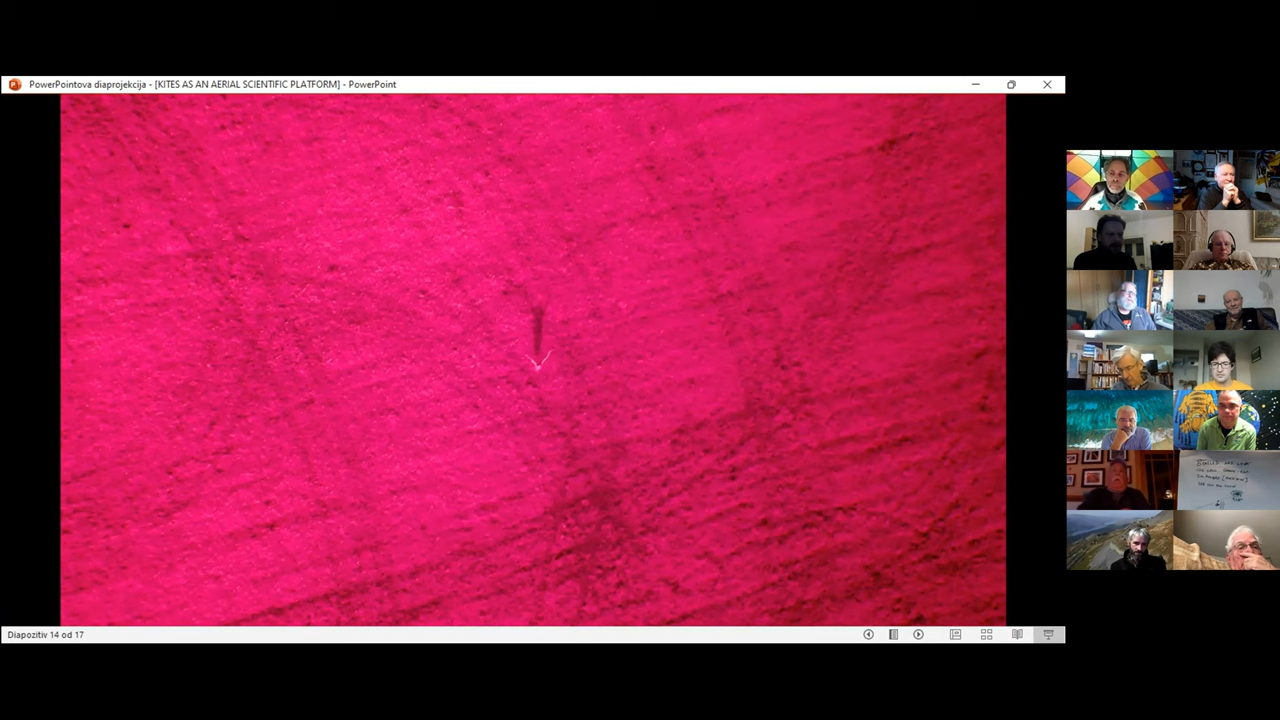 PowerPointova diaprojekcija - [KITES AS AN AERIAL SCIENTIFIC PLATFORM] - PowerPoint
Diapozitiv 14 od 17